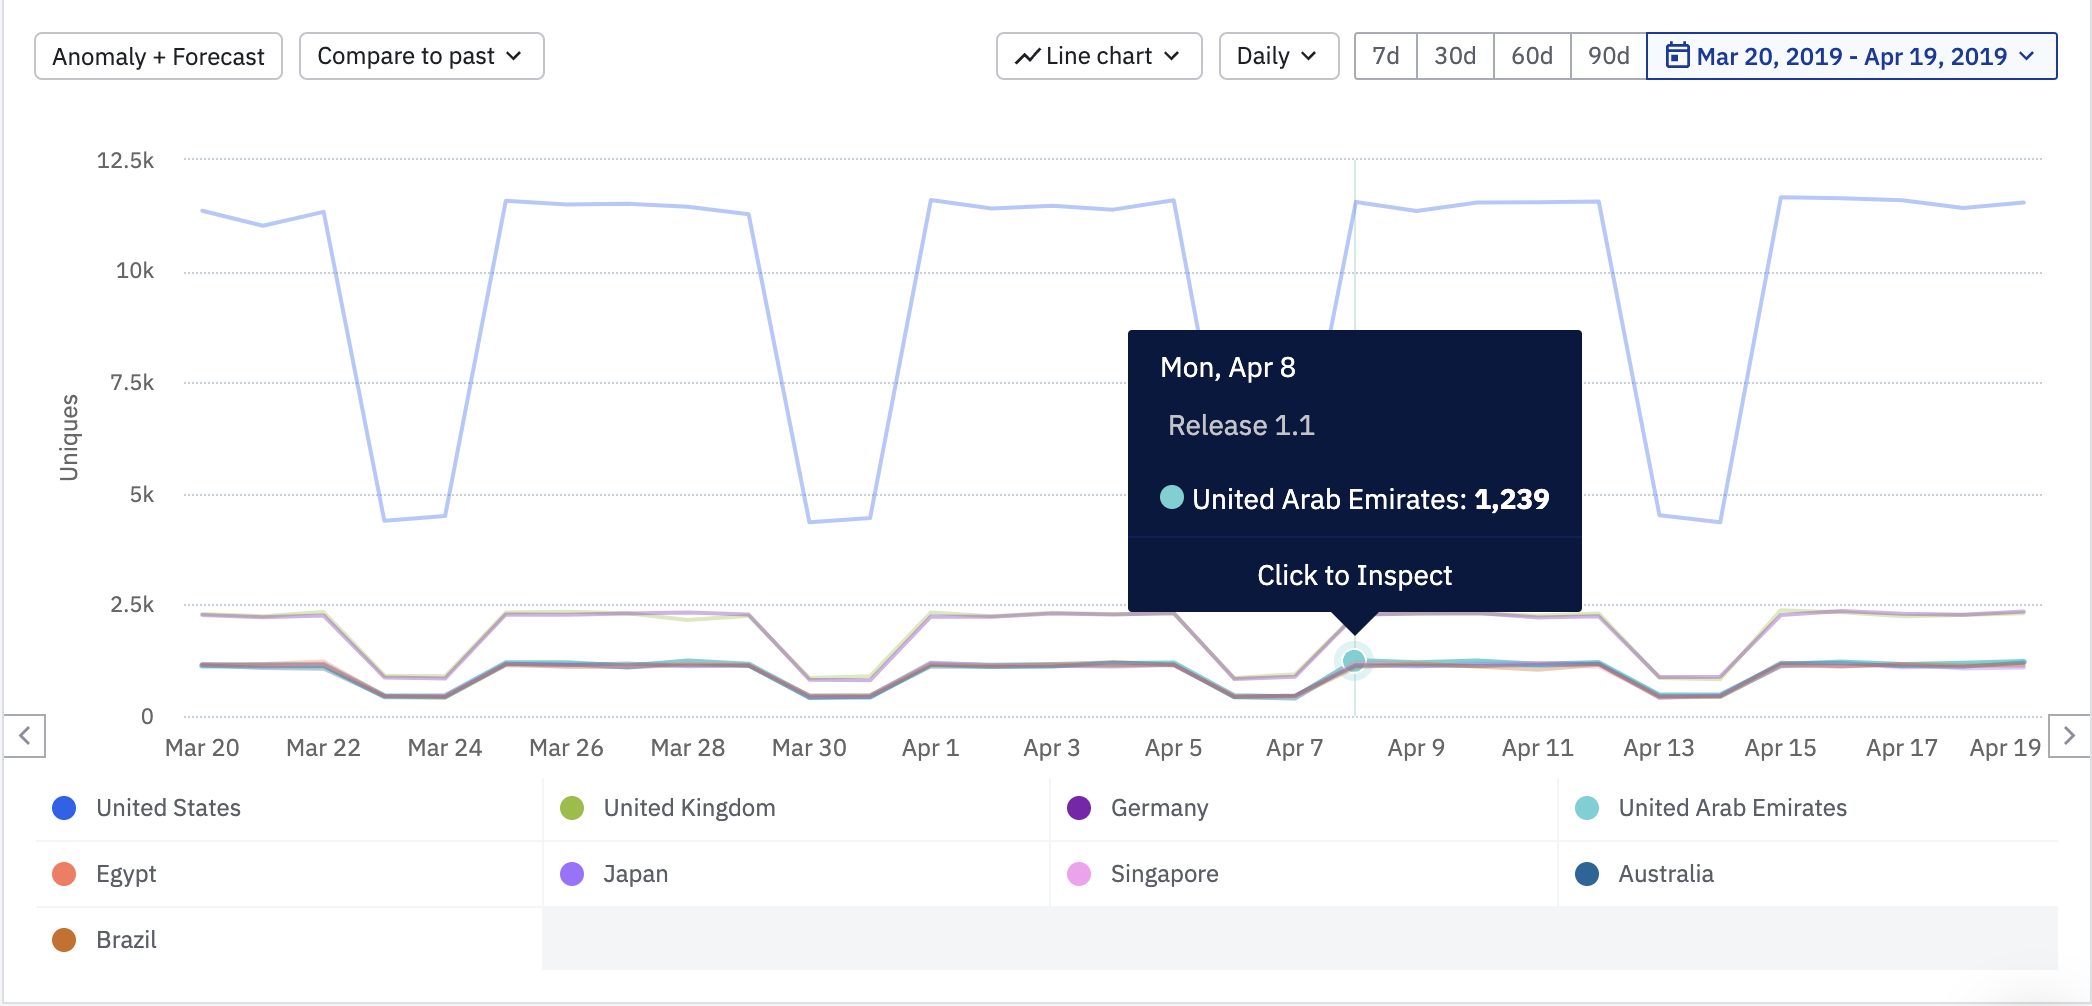 Anomaly + Forecast
Compare to past
Line chart
Daily
7d
30d
60d
90d
Mar 20, 2019 - Apr 19, 2019
12.5k
10k
7.5k
5k
2.5k
0
Uniques
Mon, Apr 8
Release 1.1
United Arab Emirates: 1,239
Click to Inspect
Mar 20 Mar 22 Mar 24 Mar 26 Mar 28 Mar 30 Apr 1 Apr 3 Apr 5 Apr 7 Apr 9 Apr 11 Apr 13 Apr 15 Apr 17 Apr 19
United States
United Kingdom
Germany
United Arab Emirates
Egypt
Japan
Singapore
Australia
Brazil